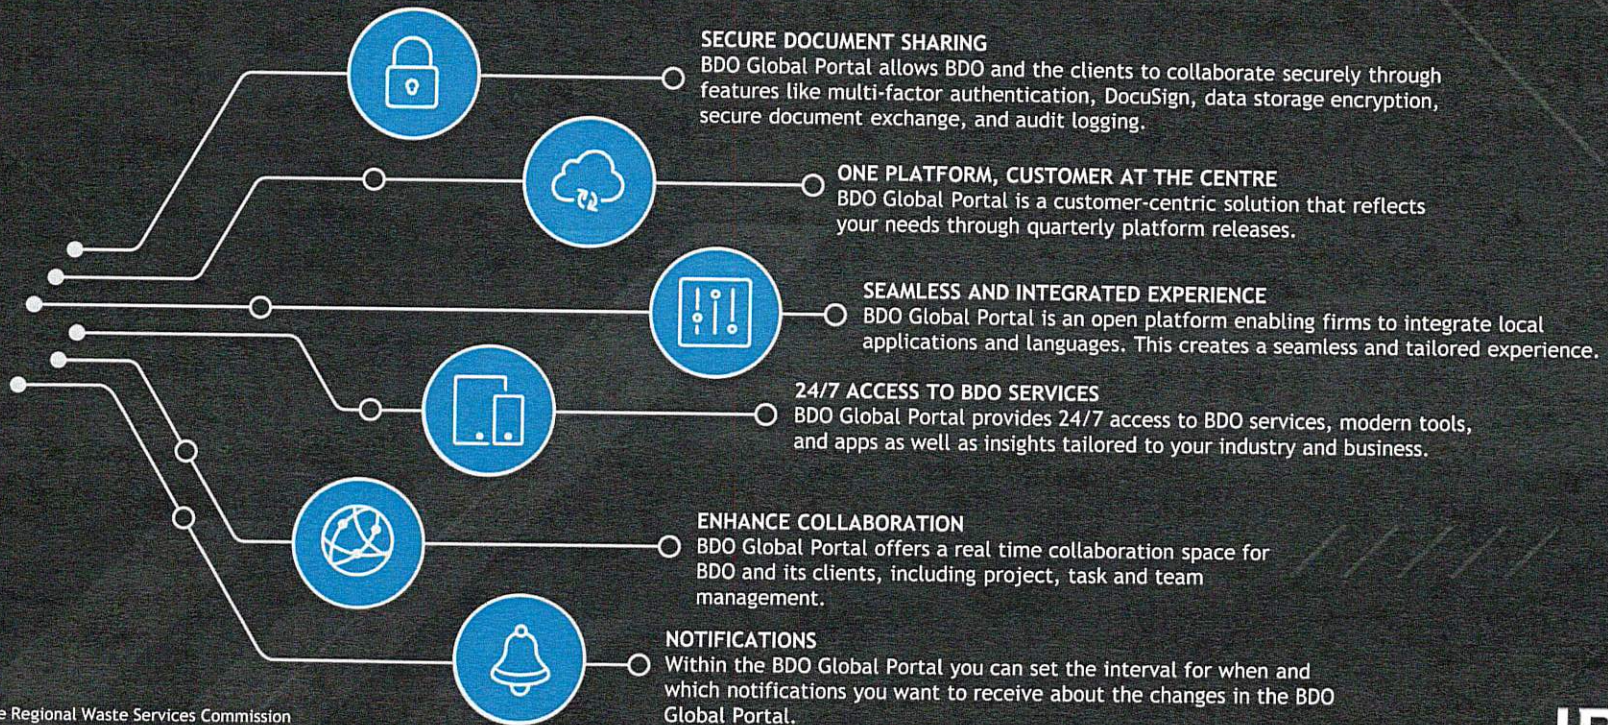 SECURE DOCUMENT SHARING
BDO Global Portal allows BDO and the clients to collaborate securely through
features like multi-factor authentication, DocuSign, data storage encryption,
secure document exchange, and audit logging.
ONE PLATFORM, CUSTOMER AT THE CENTRE
BDO Global Portal is a customer-centric solution that reflects
your needs through quarterly platform releases.
SEAMLESS AND INTEGRATED EXPERIENCE
BDO Global Portal is an open platform enabling firms to integrate local
applications and languages. This creates a seamless and tailored experience.
24/7 ACCESS TO BDO SERVICES
BDO Global Portal provides 24/7 access to BDO services, modern tools,
and apps as well as insights tailored to your industry and business.
ENHANCE COLLABORATION
BDO Global Portal offers a real time collaboration space for
BDO and its clients, including project, task and team
management.
NOTIFICATIONS
Within the BDO Global Portal you can set the interval for when and
which notifications you want to receive about the changes in the BDO
Global Portal.
Regional Waste Services Commission